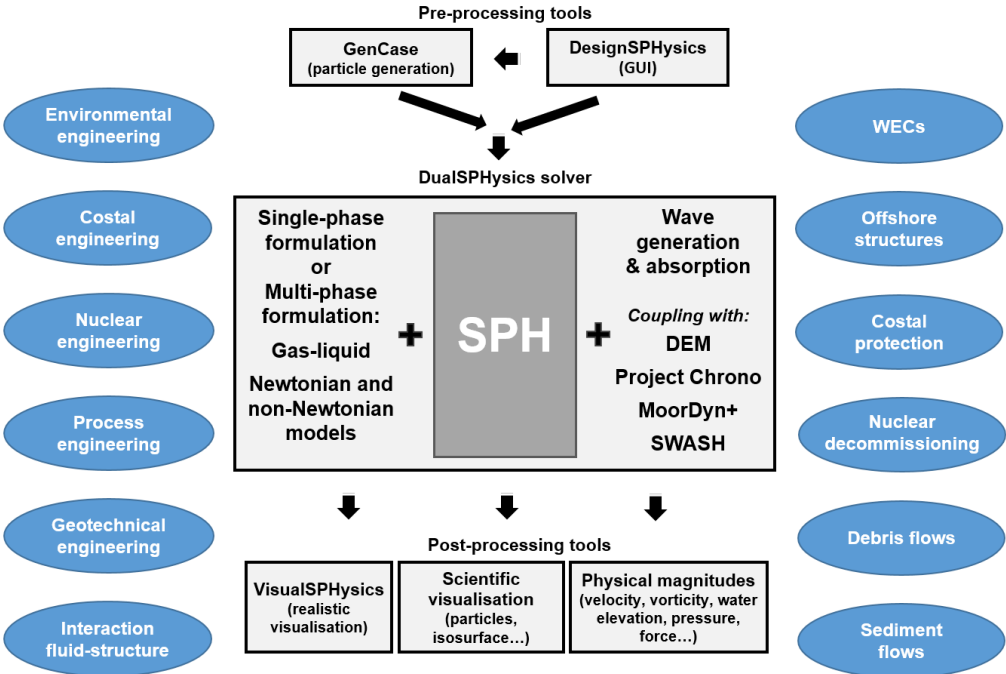 Pre-processing tools
GenCase
(particle generation)
DesignSPHysics
(GUI)
DualSPHysics solver
Environmental
engineering
Costal
engineering
Nuclear
engineering
Process
engineering
Geotechnical
engineering
Interaction
fluid-structure
Single-phase
formulation
or
Multi-phase
formulation:
Gas-liquid
Newtonian and
non-Newtonian
models
SPH
Wave
generation
& absorption
Coupling with:
DEM
Project Chrono
MoorDyn+
SWASH
WECs
Offshore
structures
Costal
protection
Nuclear
decommissioning
Debris flows
Sediment
flows
Post-processing tools
VisualSPHysics
(realistic
visualisation)
Scientific
visualisation
(particles,
isosurface…)
Physical magnitudes
(velocity, vorticity, water
elevation, pressure,
force…)